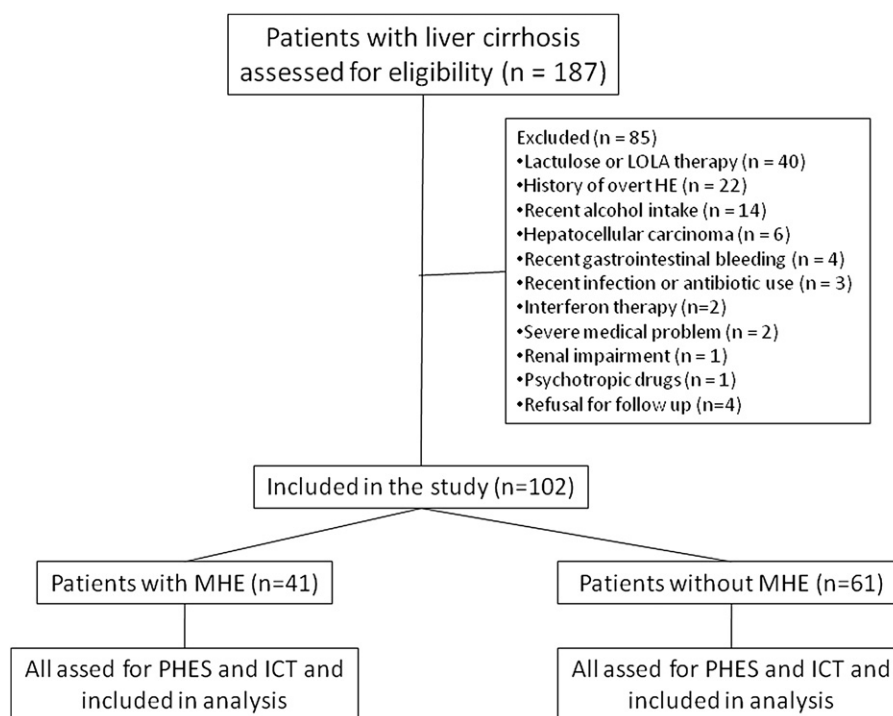 Patients with liver cirrhosis
assessed for eligibility (n = 187)
Excluded (n = 85)
•Lactulose or LOLA therapy (n = 40)
•History of overt HE (n = 22)
•Recent alcohol intake (n = 14)
•Hepatocellular carcinoma (n = 6)
•Recent gastrointestinal bleeding (n = 4)
•Recent infection or antibiotic use (n = 3)
•Interferon therapy (n=2)
•Severe medical problem (n = 2)
•Renal impairment (n = 1)
•Psychotropic drugs (n = 1)
•Refusal for follow up (n=4)
Included in the study (n=102)
Patients with MHE (n=41)
Patients without MHE (n=61)
All assed for PHES and ICT and
included in analysis
All assed for PHES and ICT and
included in analysis